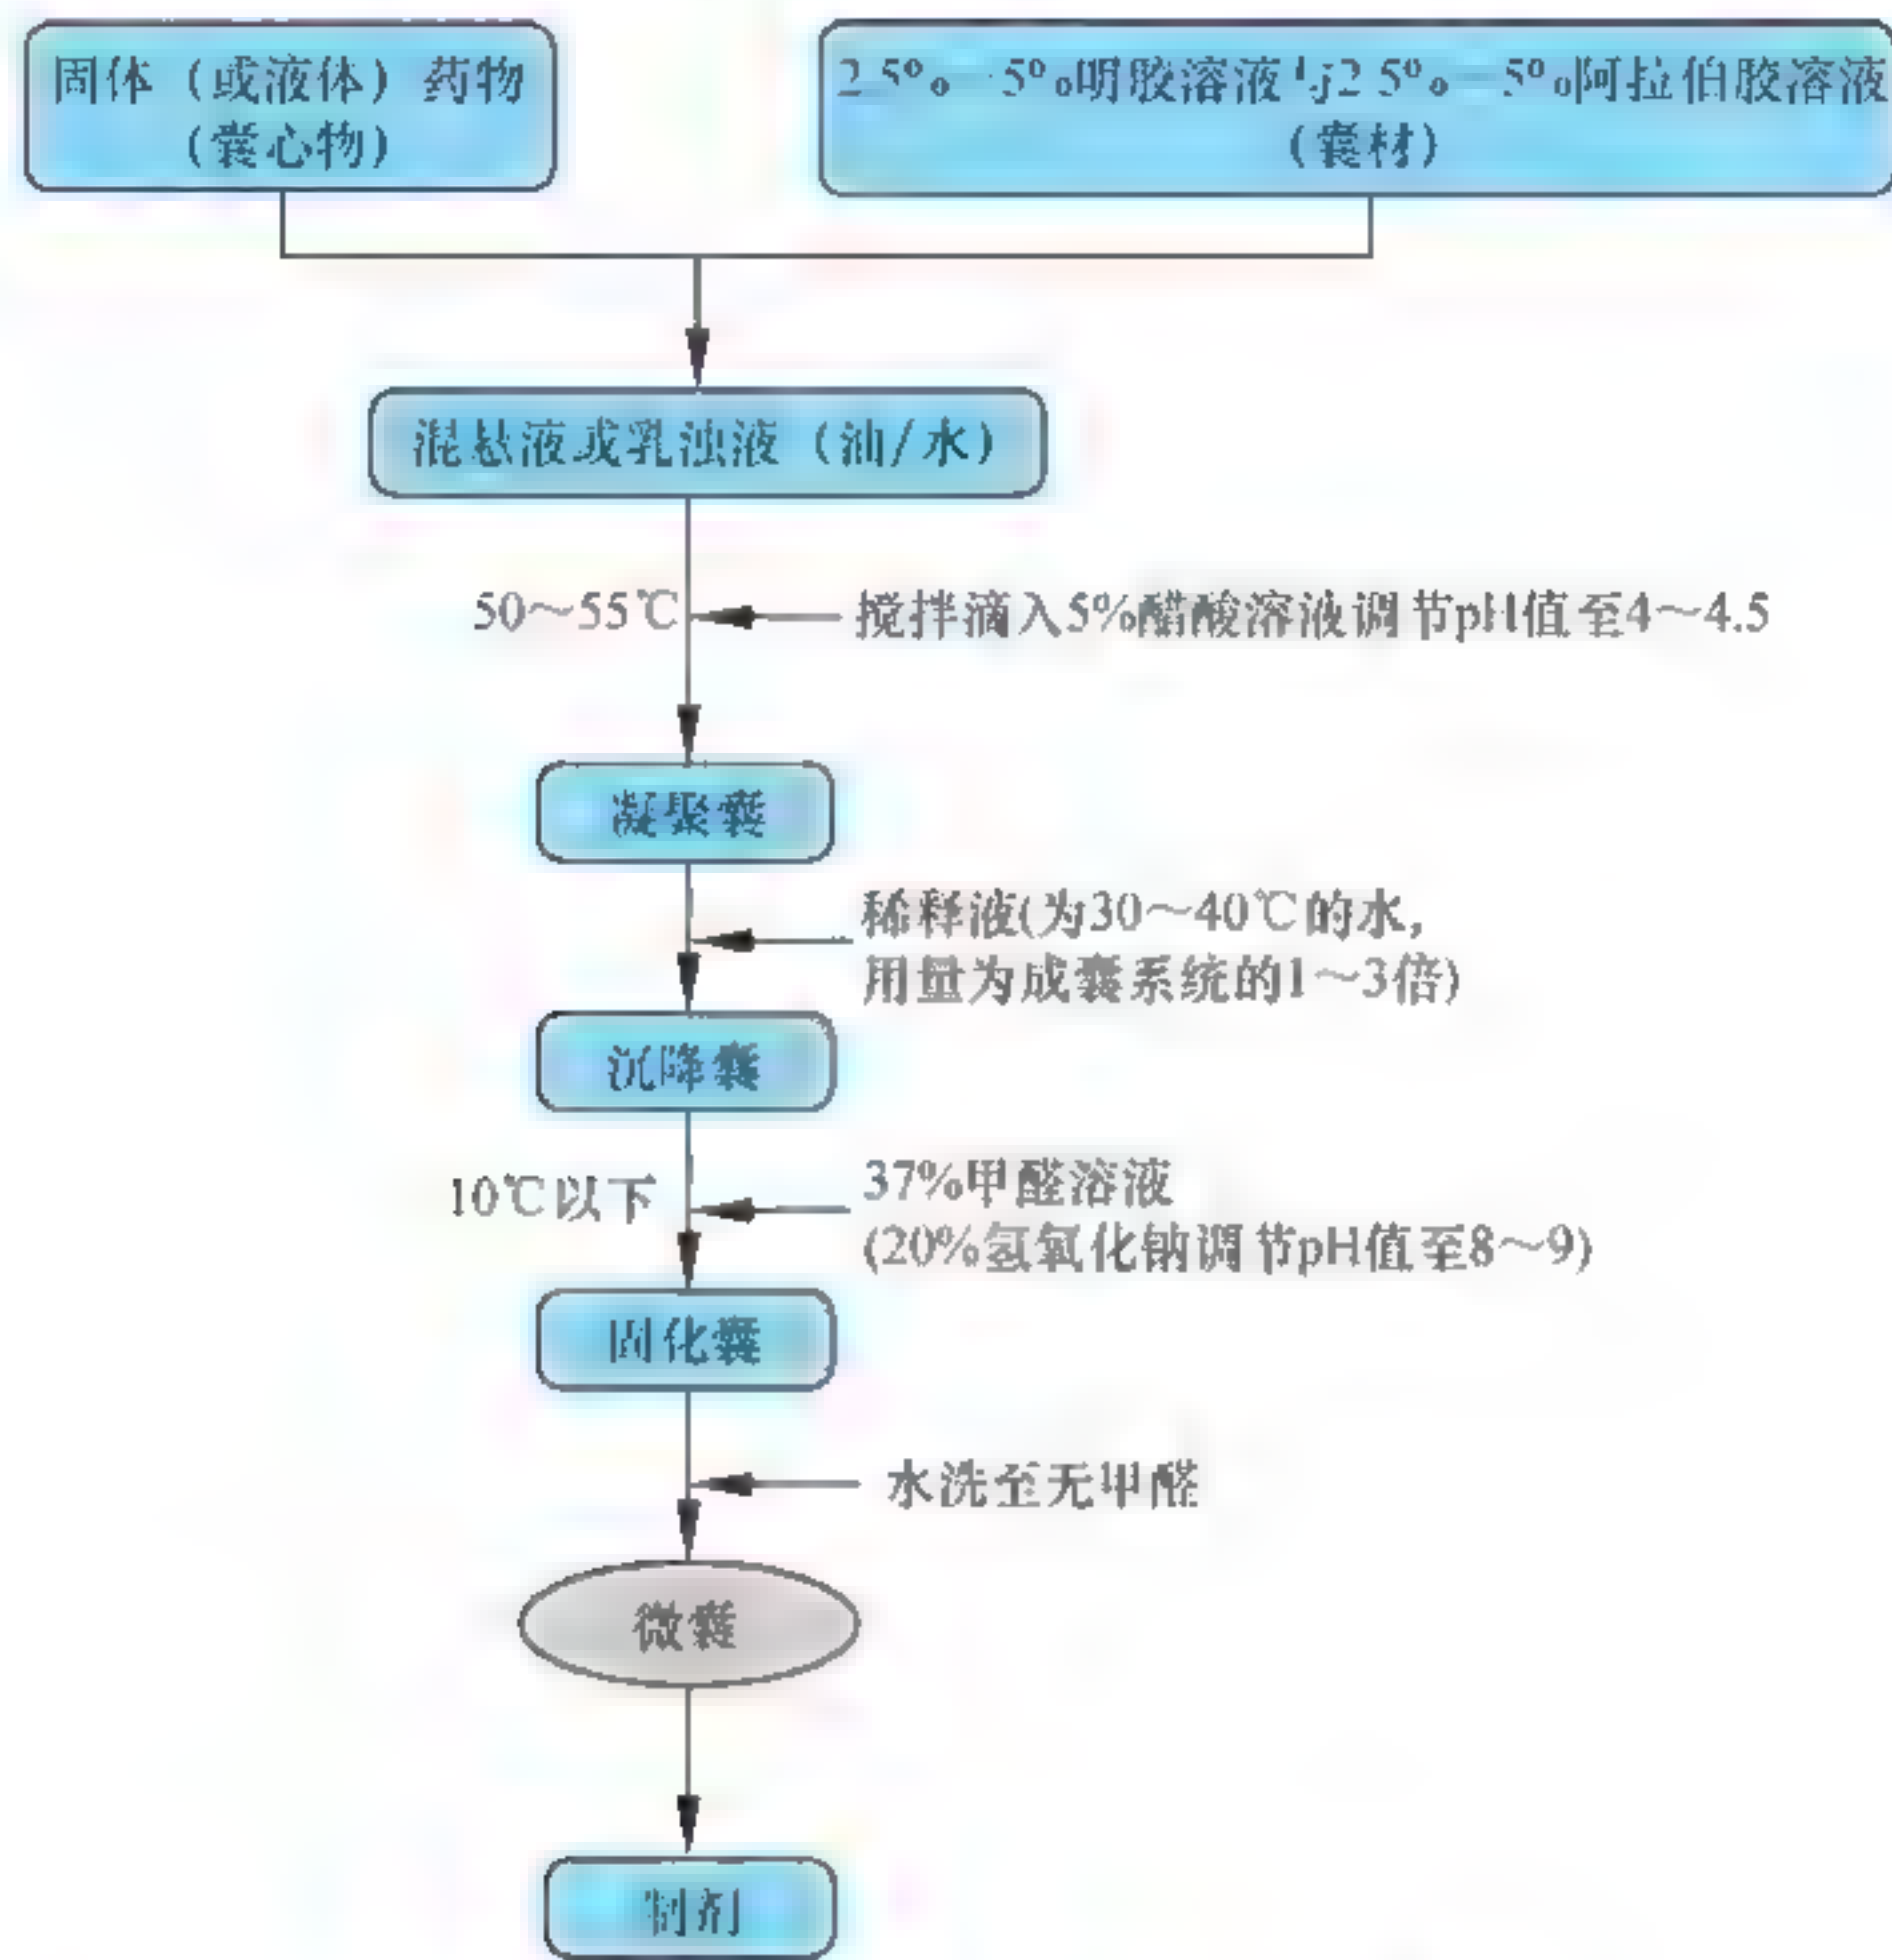 固体（或液体）药物
(囊心物)
2.5%～5%明胶溶液与2.5%～5%阿拉伯胶溶液
(囊材)
混悬液或乳浊液（油/水）
50～55℃
搅拌滴入5%醋酸溶液调节pH值至4～4.5
凝聚囊
稀释液(为30～40℃的水,
用量为成囊系统的1～3倍)
沉降囊
10℃以下
37%甲醛溶液
(20%氢氧化钠调节pH值至8～9)
固化囊
水洗至无甲醛
微囊
制剂